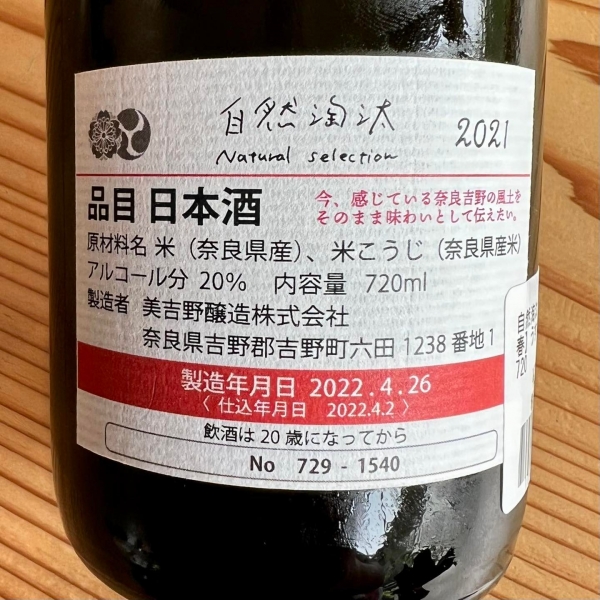 自然淘汰 2021
Natural selection
品目 日本酒
今、感じている奈良吉野の風土を
そのまま味わいとして伝えたい。
原材料名 米（奈良県産）、米こうじ（奈良県産米）
アルコール分 20% 内容量 720ml
製造者 美吉野醸造株式会社
奈良県吉野郡吉野町六田 1238 番地 1
製造年月日 2022.4.26
〈 仕込年月日 2022.4.2 〉
飲酒は 20 歳になってから
No 729 - 1540
自然
720